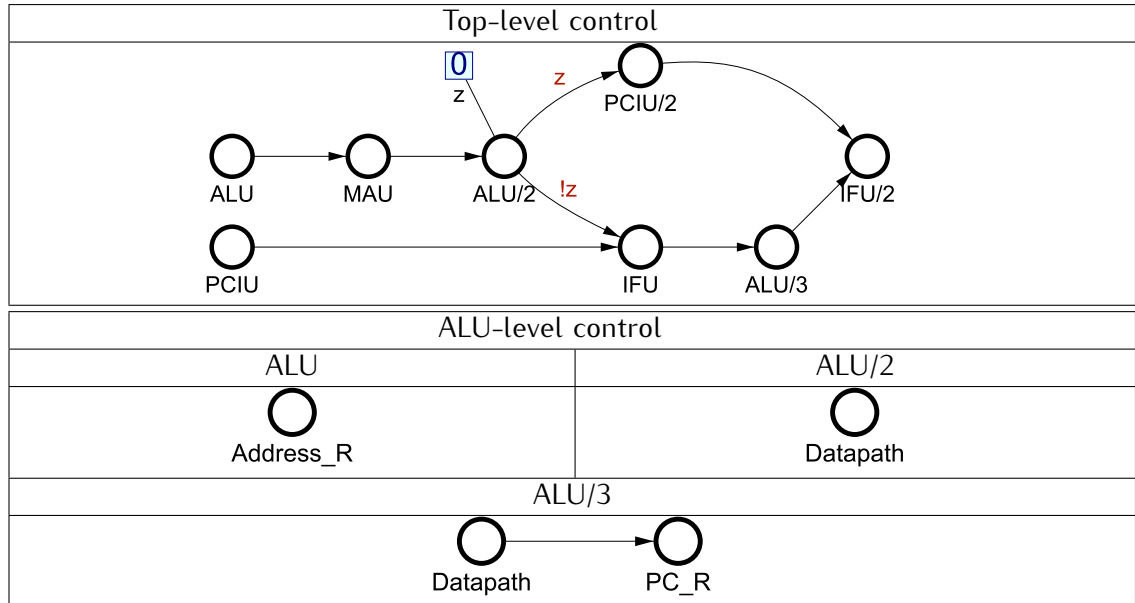 Top-level control
0
z
z
PCIU/2
ALU
MAU
ALU/2
!z
IFU/2
PCIU
IFU
ALU/3
ALU-level control
ALU
ALU/2
Address_R
Datapath
ALU/3
Datapath
PC_R